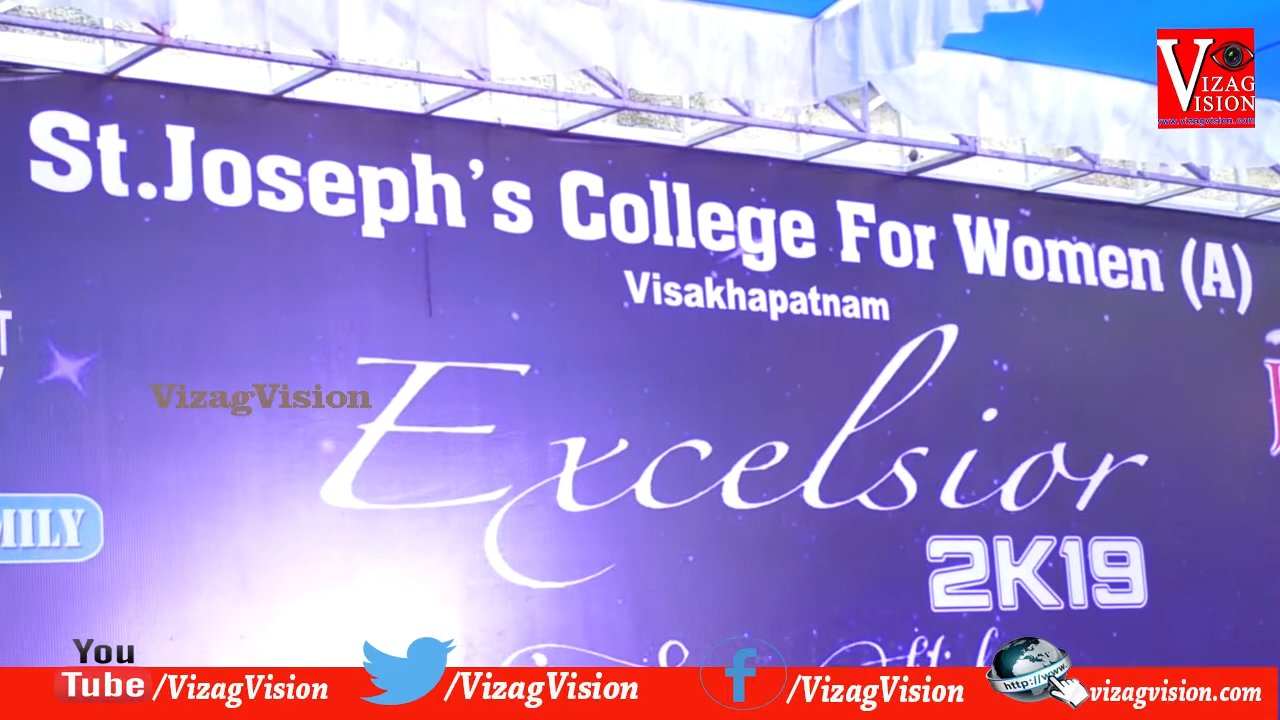 VIZAG
VISION
www.vizagvision.com
St.Joseph's College For Women (A)
Visakhapatnam
Excelsior
VizagVision
2K19
MILY
You
Tube /VizagVision
/VizagVision
f /VizagVision
http://www.
vizagvision.com